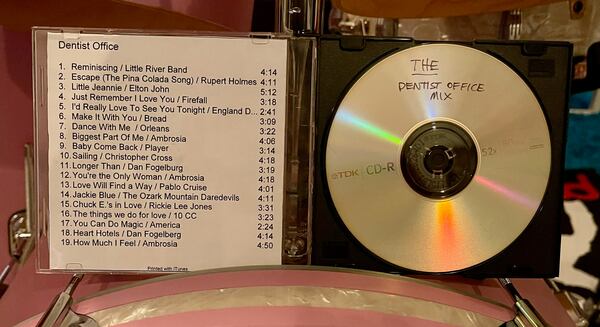 Dentist Office
1. Reminiscing / Little River Band 4:14
2. Escape (The Pina Colada Song) / Rupert Holmes 4:11
3. Little Jeannie / Elton John 5:12
4. Just Remember I Love You / Firefall 3:18
5. I'd Really Love To See You Tonight / England D... 2:41
6. Make It With You / Bread 3:09
7. Dance With Me / Orleans 3:22
8. Biggest Part of Me / Ambrosia 4:06
9. Baby Come Back / Player 3:14
10. Sailing / Christopher Cross 4:18
11. Longer Than / Dan Fogelburg 3:19
12. You're the Only Woman / Ambrosia 4:18
13. Love Will Find a Way / Pablo Cruise 4:01
14. Jackie Blue / The Ozark Mountain Daredevils 4:11
15. Chuck E.'s in Love / Rickie Lee Jones 3:31
16. The things we do for love / 10 CC 3:23
17. You Can Do Magic / America 2:24
18. Heart Hotels / Dan Fogelberg 4:14
19. How Much I Feel / Ambrosia 4:50
Printed with iTunes
THE
DENTIST OFFICE
MIX
TDK CD-R
52x